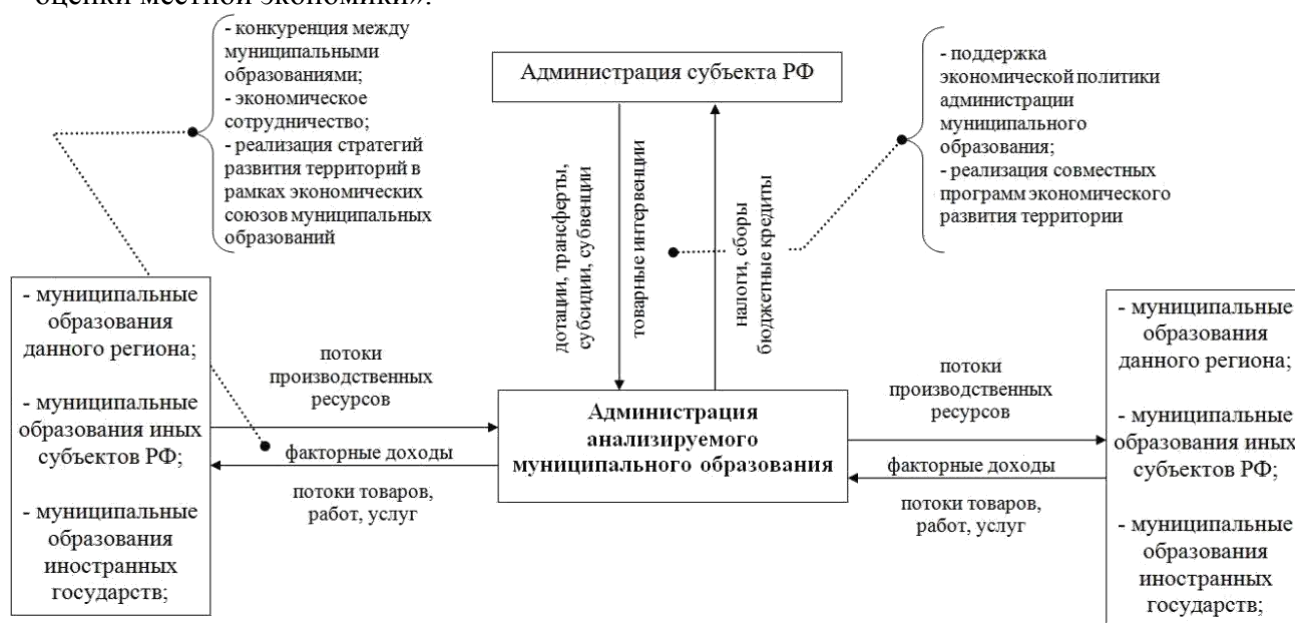 оценки местной экономики».
- конкуренция между
муниципальными
образованиями;
- экономическое
сотрудничество;
- реализация стратегий
развития территорий в
рамках экономических
союзов муниципальных
образований
Администрация субъекта РФ
- поддержка
экономической политики
администрации
муниципального
образования;
- реализация совместных
программ экономического
развития территории
дотации, трансферты,
субсидии, субвенции
товарные интервенции
налоги, сборы
бюджетные кредиты
- муниципальные
образования
данного региона;
- муниципальные
образования иных
субъектов РФ;
- муниципальные
образования
иностранных
государств;
потоки
производственных
ресурсов
факторные доходы
потоки товаров,
работ, услуг
Администрация
анализируемого
муниципального образования
потоки
производственных
ресурсов
факторные доходы
потоки товаров,
работ, услуг
- муниципальные
образования
данного региона;
- муниципальные
образования иных
субъектов РФ;
- муниципальные
образования
иностранных
государств;